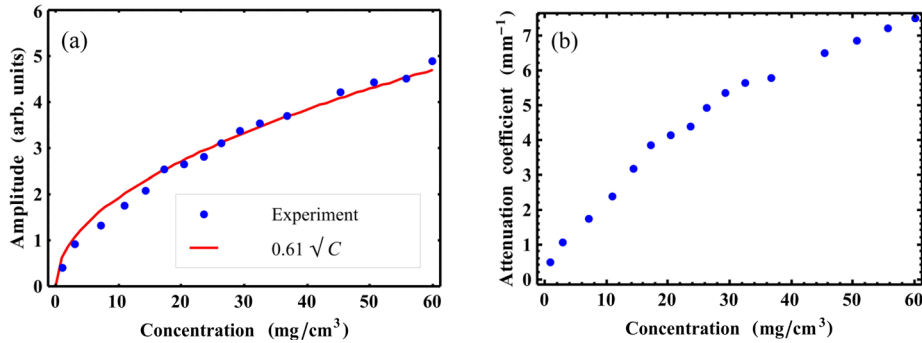 (a)
Amplitude (arb. units)
6
5
4
3
2
1
0
Experiment
0.61 √C
0 10 20 30 40 50 60
Concentration (mg/cm³)
(b)
Attenuation coefficient (mm⁻¹)
7
6
5
4
3
2
1
0
0 10 20 30 40 50 60
Concentration (mg/cm³)